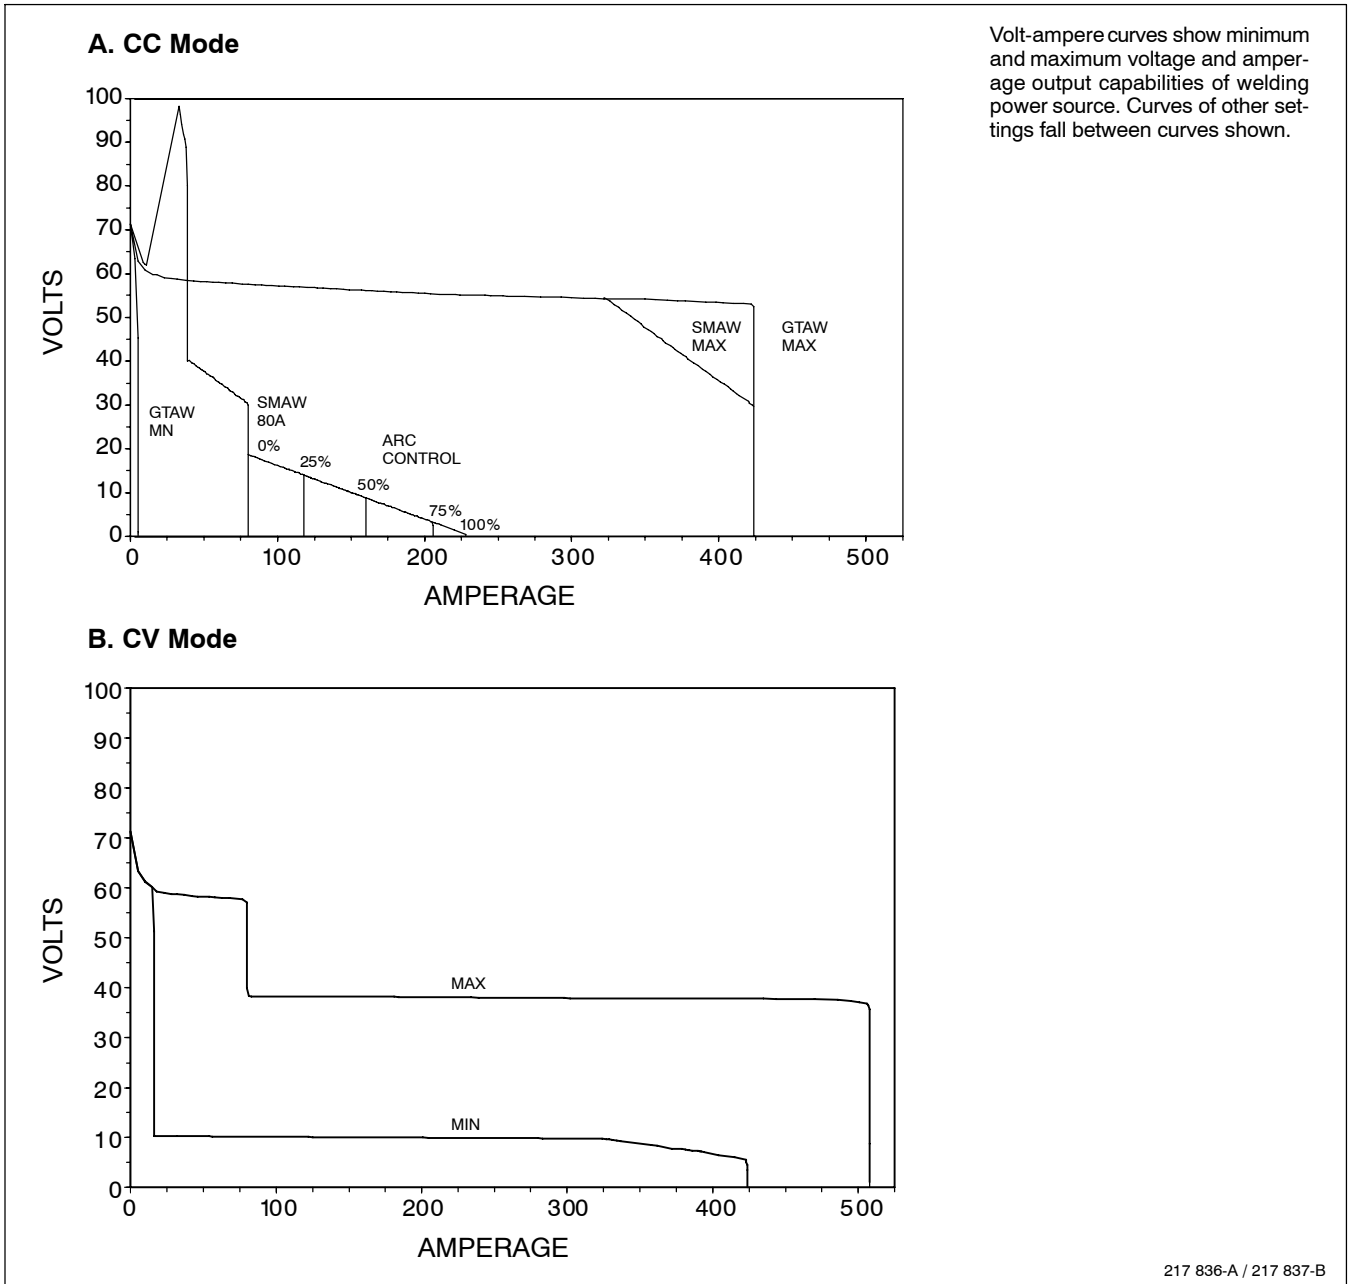 A. CC Mode
Volt-ampere curves show minimum
and maximum voltage and amper-
age output capabilities of welding
power source. Curves of other set-
tings fall between curves shown.
100
90
80
70
60
50
40
30
20
10
0
VOLTS
SMAW
MAX
GTAW
MAX
GTAW
MN
SMAW
80A
ARC
CONTROL
0%
25%
50%
75%
100%
0 100 200 300 400 500
AMPERAGE
B. CV Mode
100
90
80
70
60
50
40
30
20
10
0
VOLTS
MAX
MIN
0 100 200 300 400 500
AMPERAGE
217 836-A / 217 837-B